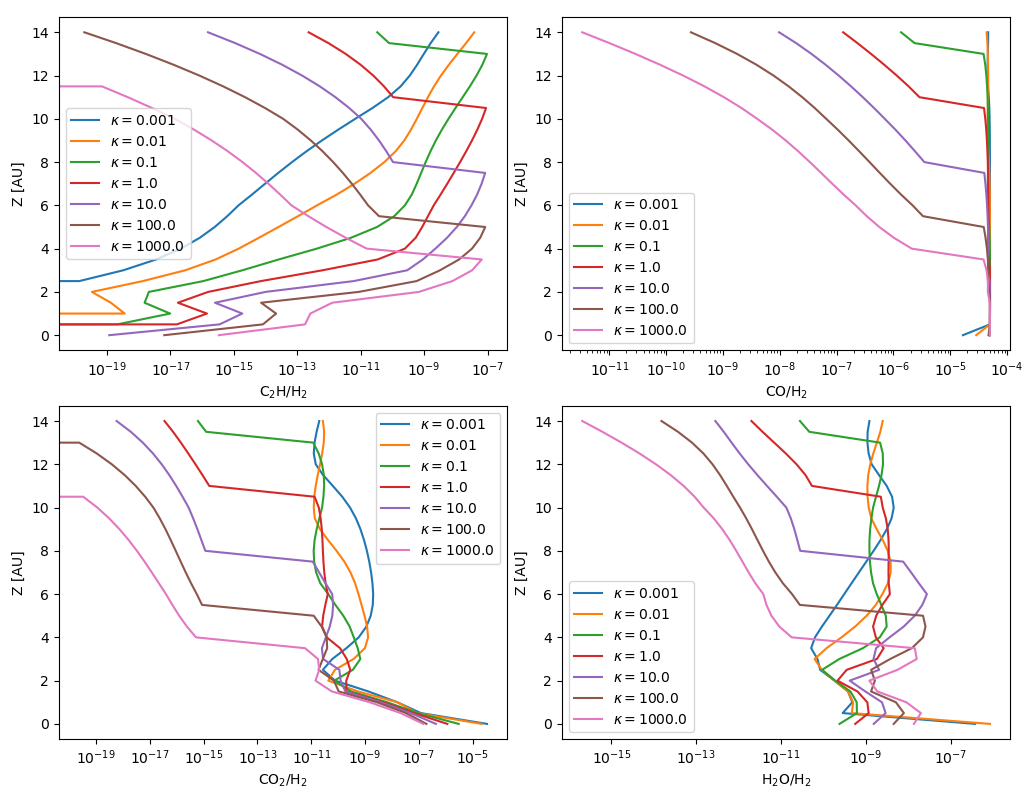 14
12
10
8
6
4
2
0
Z [AU]
κ = 0.001
κ = 0.01
κ = 0.1
κ = 1.0
κ = 10.0
κ = 100.0
κ = 1000.0
10⁻¹⁹ 10⁻¹⁷ 10⁻¹⁵ 10⁻¹³ 10⁻¹¹ 10⁻⁹ 10⁻⁷
C₂H/H₂
14
12
10
8
6
4
2
0
Z [AU]
κ = 0.001
κ = 0.01
κ = 0.1
κ = 1.0
κ = 10.0
κ = 100.0
κ = 1000.0
10⁻¹¹ 10⁻¹⁰ 10⁻⁹ 10⁻⁸ 10⁻⁷ 10⁻⁶ 10⁻⁵ 10⁻⁴
CO/H₂
14
12
10
8
6
4
2
0
Z [AU]
κ = 0.001
κ = 0.01
κ = 0.1
κ = 1.0
κ = 10.0
κ = 100.0
κ = 1000.0
10⁻¹⁹ 10⁻¹⁷ 10⁻¹⁵ 10⁻¹³ 10⁻¹¹ 10⁻⁹ 10⁻⁷ 10⁻⁵
CO₂/H₂
14
12
10
8
6
4
2
0
Z [AU]
κ = 0.001
κ = 0.01
κ = 0.1
κ = 1.0
κ = 10.0
κ = 100.0
κ = 1000.0
10⁻¹⁵ 10⁻¹³ 10⁻¹¹ 10⁻⁹ 10⁻⁷
H₂O/H₂